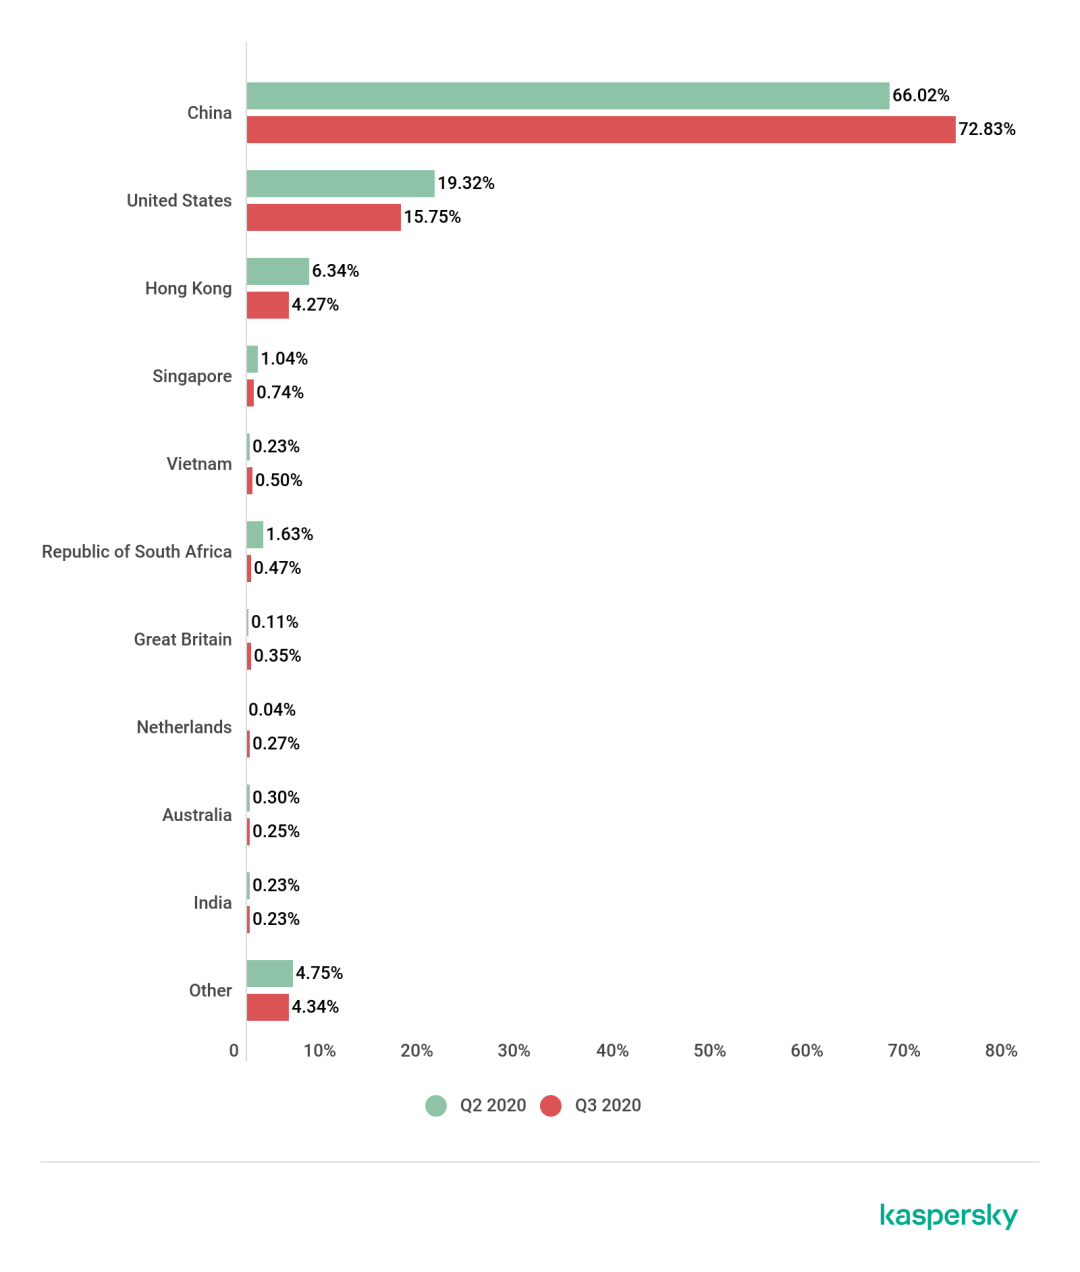 China
66.02%
72.83%
United States
19.32%
15.75%
Hong Kong
6.34%
4.27%
Singapore
1.04%
0.74%
Vietnam
0.23%
0.50%
Republic of South Africa
1.63%
0.47%
Great Britain
0.11%
0.35%
Netherlands
0.04%
0.27%
Australia
0.30%
0.25%
India
0.23%
0.23%
Other
4.75%
4.34%
0 10% 20% 30% 40% 50% 60% 70% 80%
Q2 2020 Q3 2020
kaspersky